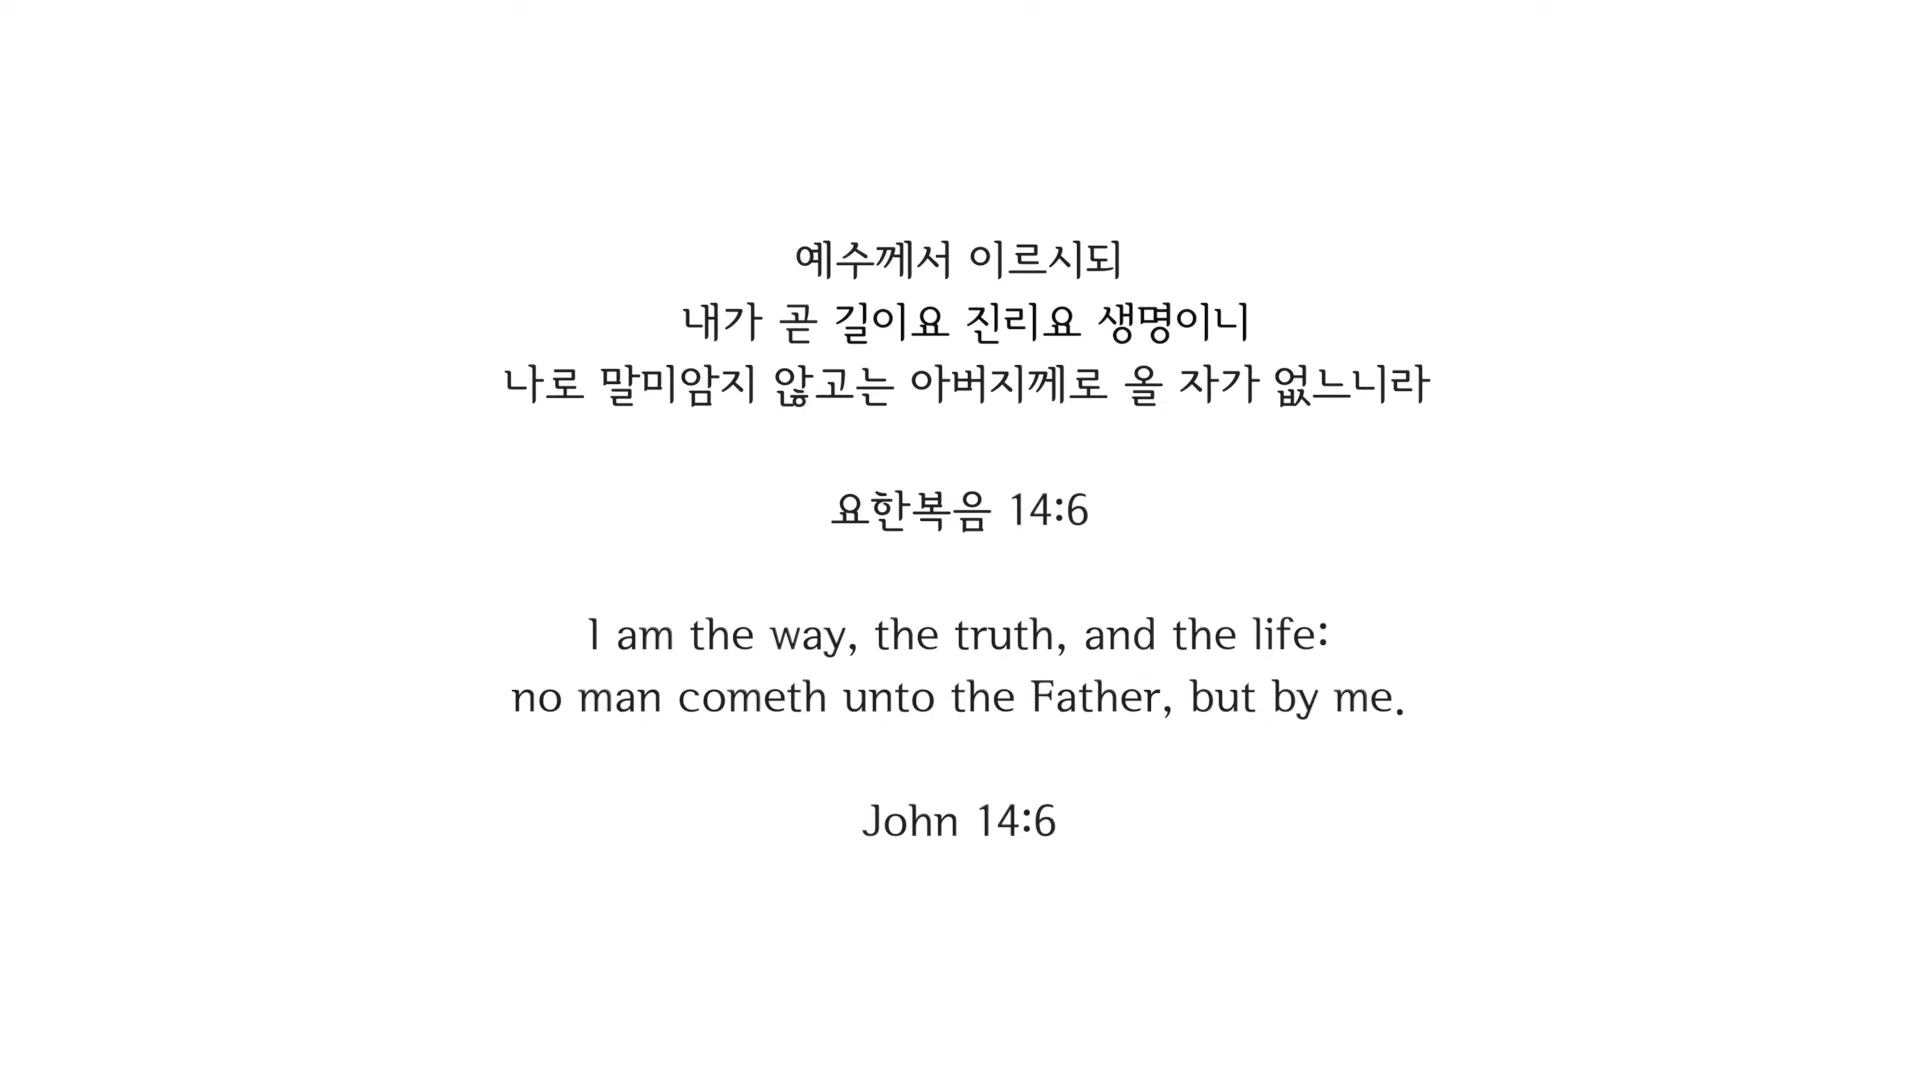 예수께서 이르시되
내가 곧 길이요 진리요 생명이니
나로 말미암지 않고는 아버지께로 올 자가 없느니라
요한복음 14:6
I am the way, the truth, and the life:
no man cometh unto the Father, but by me.
John 14:6